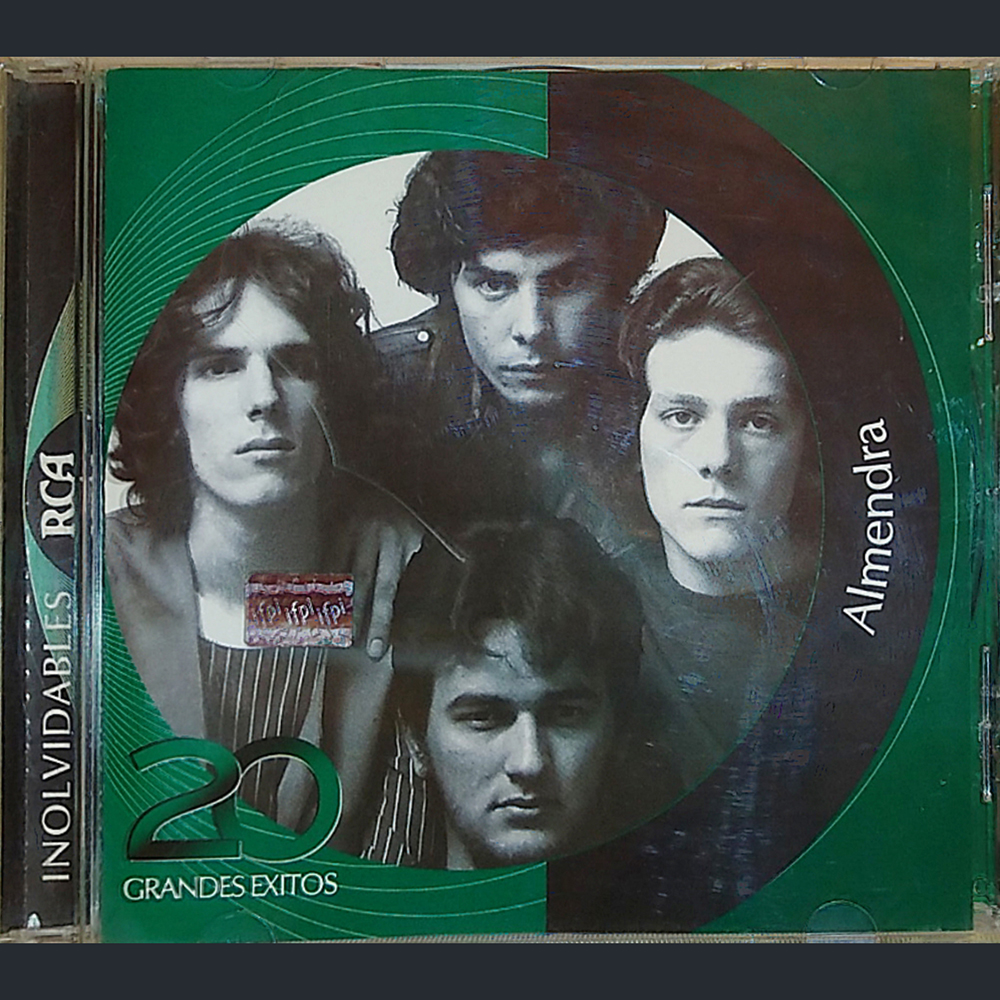 INOLVIDABLES RCA
Almendra
ifpi ifpi ifpi
20
GRANDES EXITOS